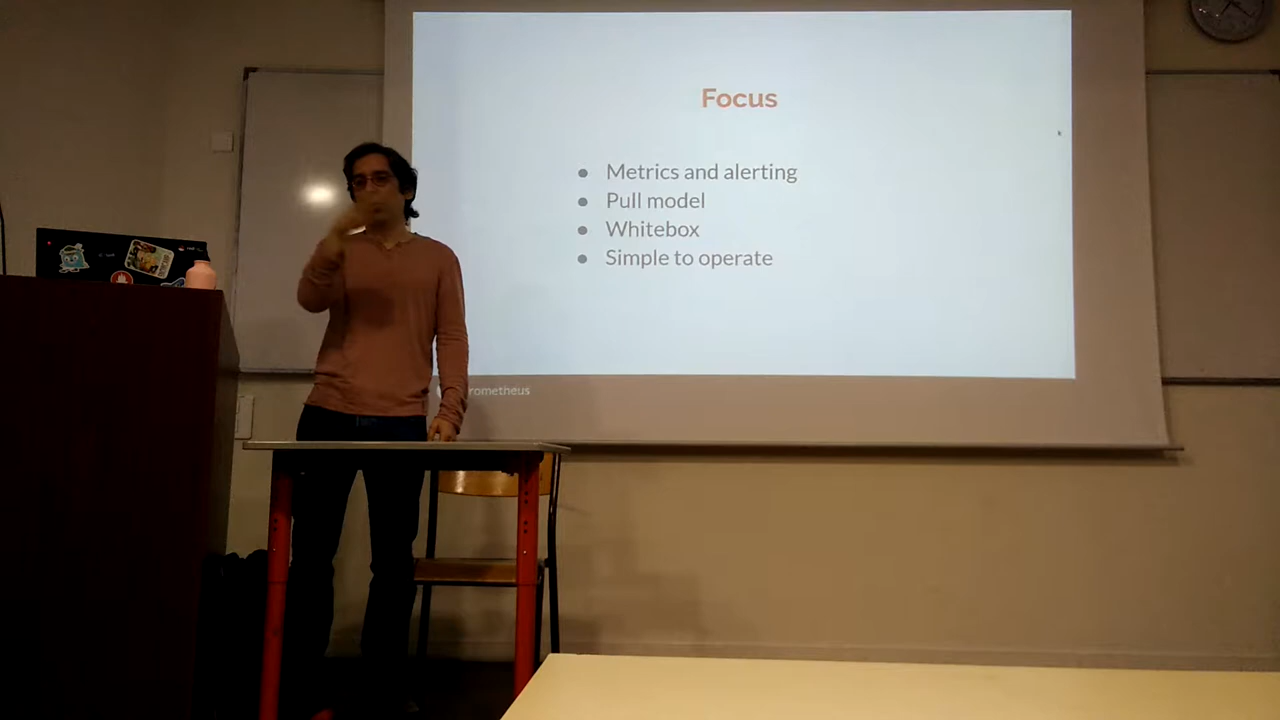 Focus
Metrics and alerting
Pull model
Whitebox
Simple to operate
rometheus